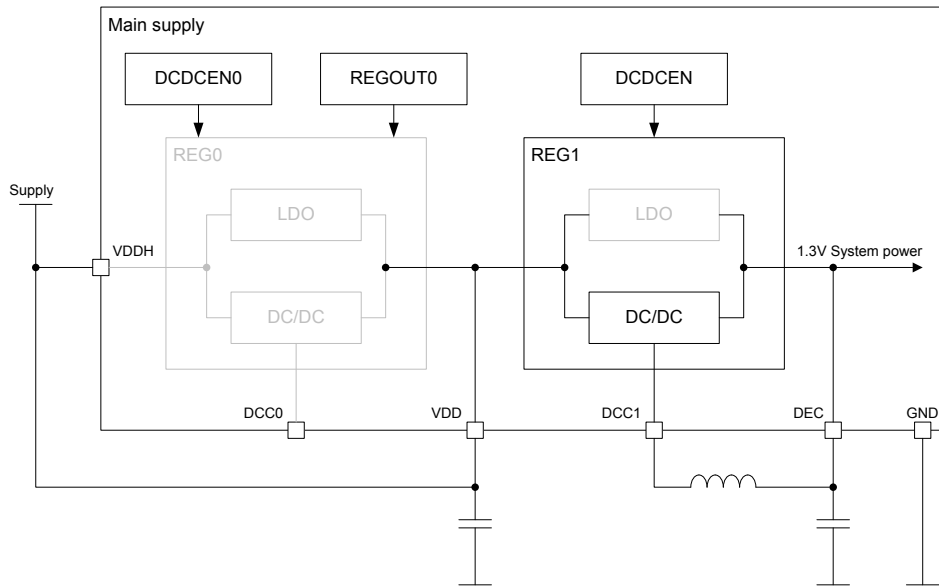 Main supply
DCDCEN0
REGOUT0
DCDCEN
REG0
REG1
Supply
LDO
LDO
VDDH
1.3V System power
DC/DC
DC/DC
DCC0
VDD
DCC1
DEC
GND